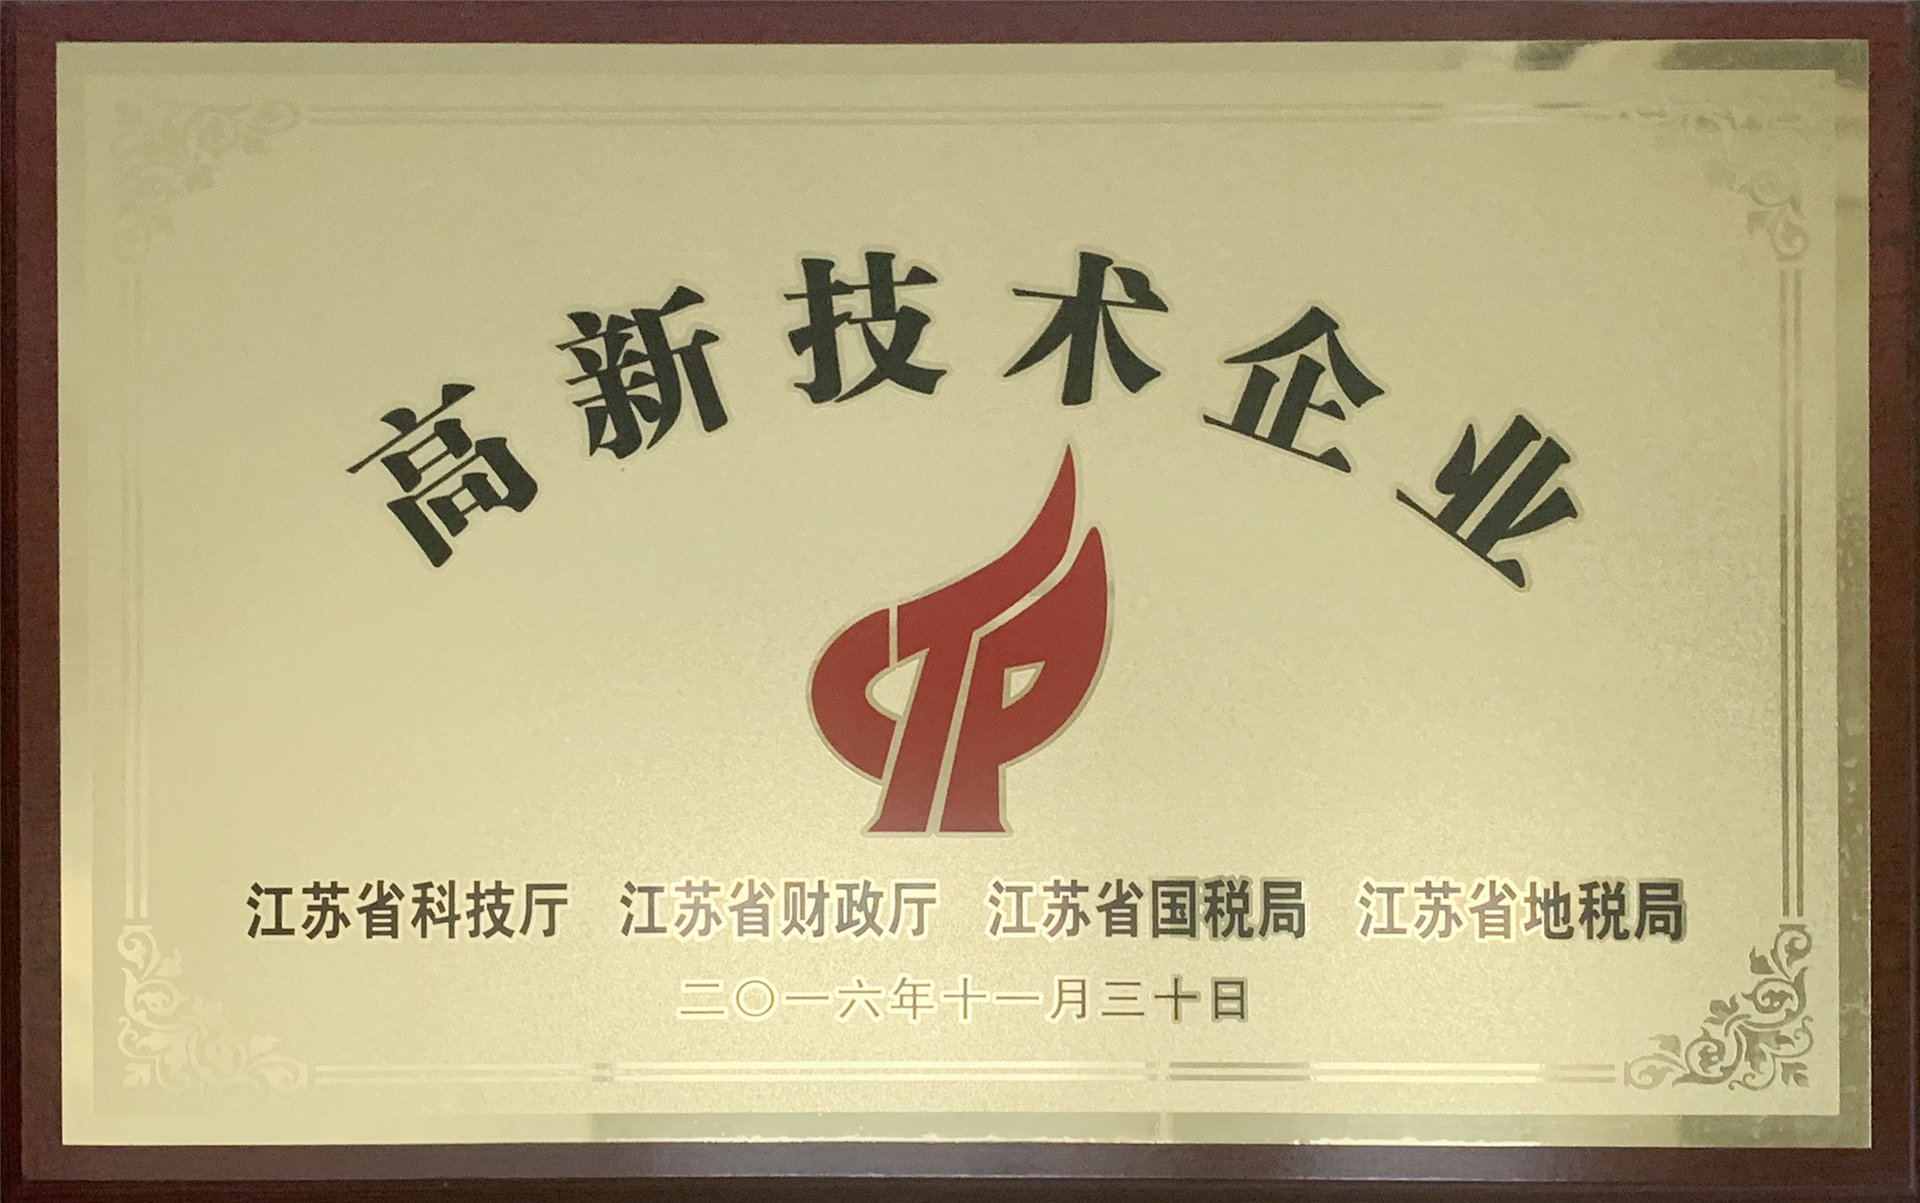 高新技术企业
江苏省科技厅 江苏省财政厅 江苏省国税局 江苏省地税局
二〇一六年十一月三十日